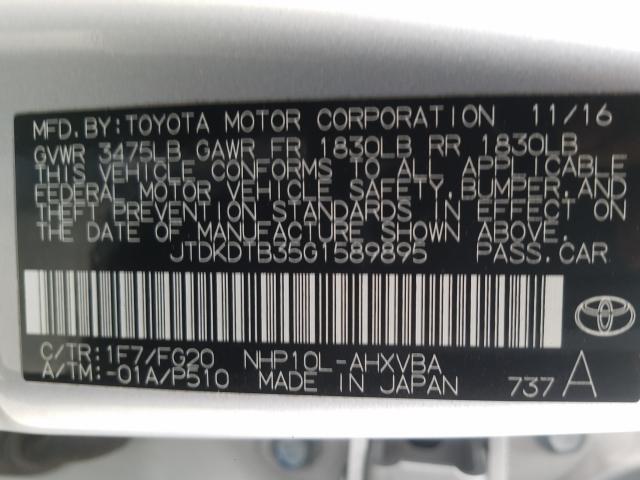 MFD. BY: TOYOTA MOTOR CORPORATION 11/16
GVWR 3475LB GAWR FR 1830LB RR 1830LB
THIS VEHICLE CONFORMS TO ALL APPLICABLE
FEDERAL MOTOR VEHICLE SAFETY, BUMPER, AND
THEFT PREVENTION STANDARDS IN EFFECT ON
THE DATE OF MANUFACTURE SHOWN ABOVE.
JTDKDTB35G1589895 PASS. CAR
C/TR: 1F7/FG20 NHP10L-AHXVBA
A/TM: -01A/P510 MADE IN JAPAN 737 A
TOYOTA